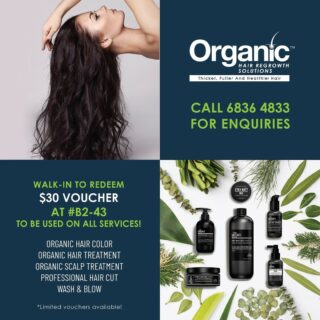 Organic™
HAIR REGROWTH
SOLUTIONS
Thicker, Fuller And Healthier Hair
CALL 6836 4833
FOR ENQUIRIES
WALK-IN TO REDEEM
$30 VOUCHER
AT #B2-43
TO BE USED ON ALL SERVICES!
ORGANIC HAIR COLOR
ORGANIC HAIR TREATMENT
ORGANIC SCALP TREATMENT
PROFESSIONAL HAIR CUT
WASH & BLOW
*Limited vouchers available!